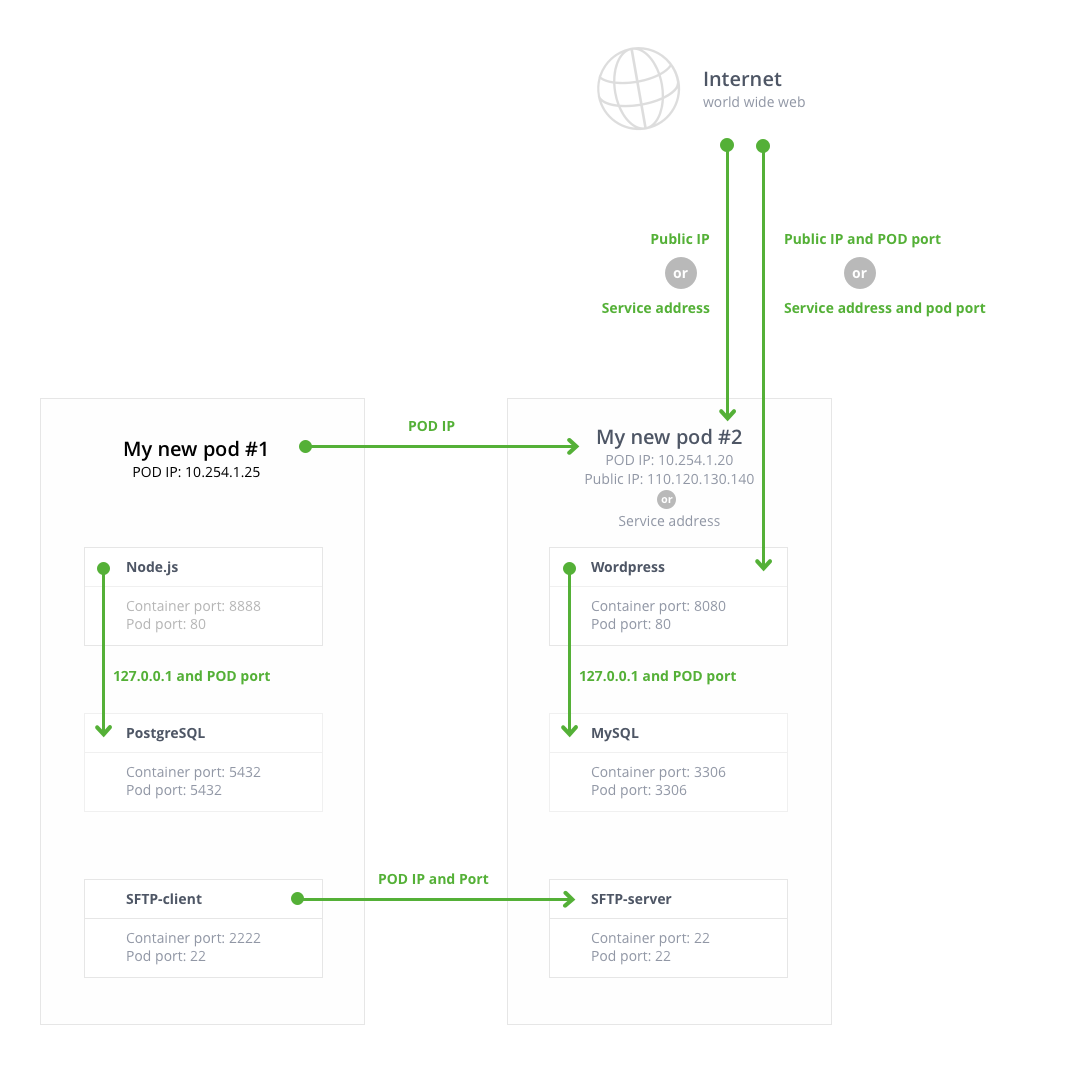 Internet
world wide web
Public IP
or
Service address
Public IP and POD port
or
Service address and pod port
My new pod #1
POD IP: 10.254.1.25
POD IP
My new pod #2
POD IP: 10.254.1.20
Public IP: 110.120.130.140
or
Service address
Node.js
Container port: 8888
Pod port: 80
127.0.0.1 and POD port
PostgreSQL
Container port: 5432
Pod port: 5432
Wordpress
Container port: 8080
Pod port: 80
127.0.0.1 and POD port
MySQL
Container port: 3306
Pod port: 3306
SFTP-client
Container port: 2222
Pod port: 22
POD IP and Port
SFTP-server
Container port: 22
Pod port: 22